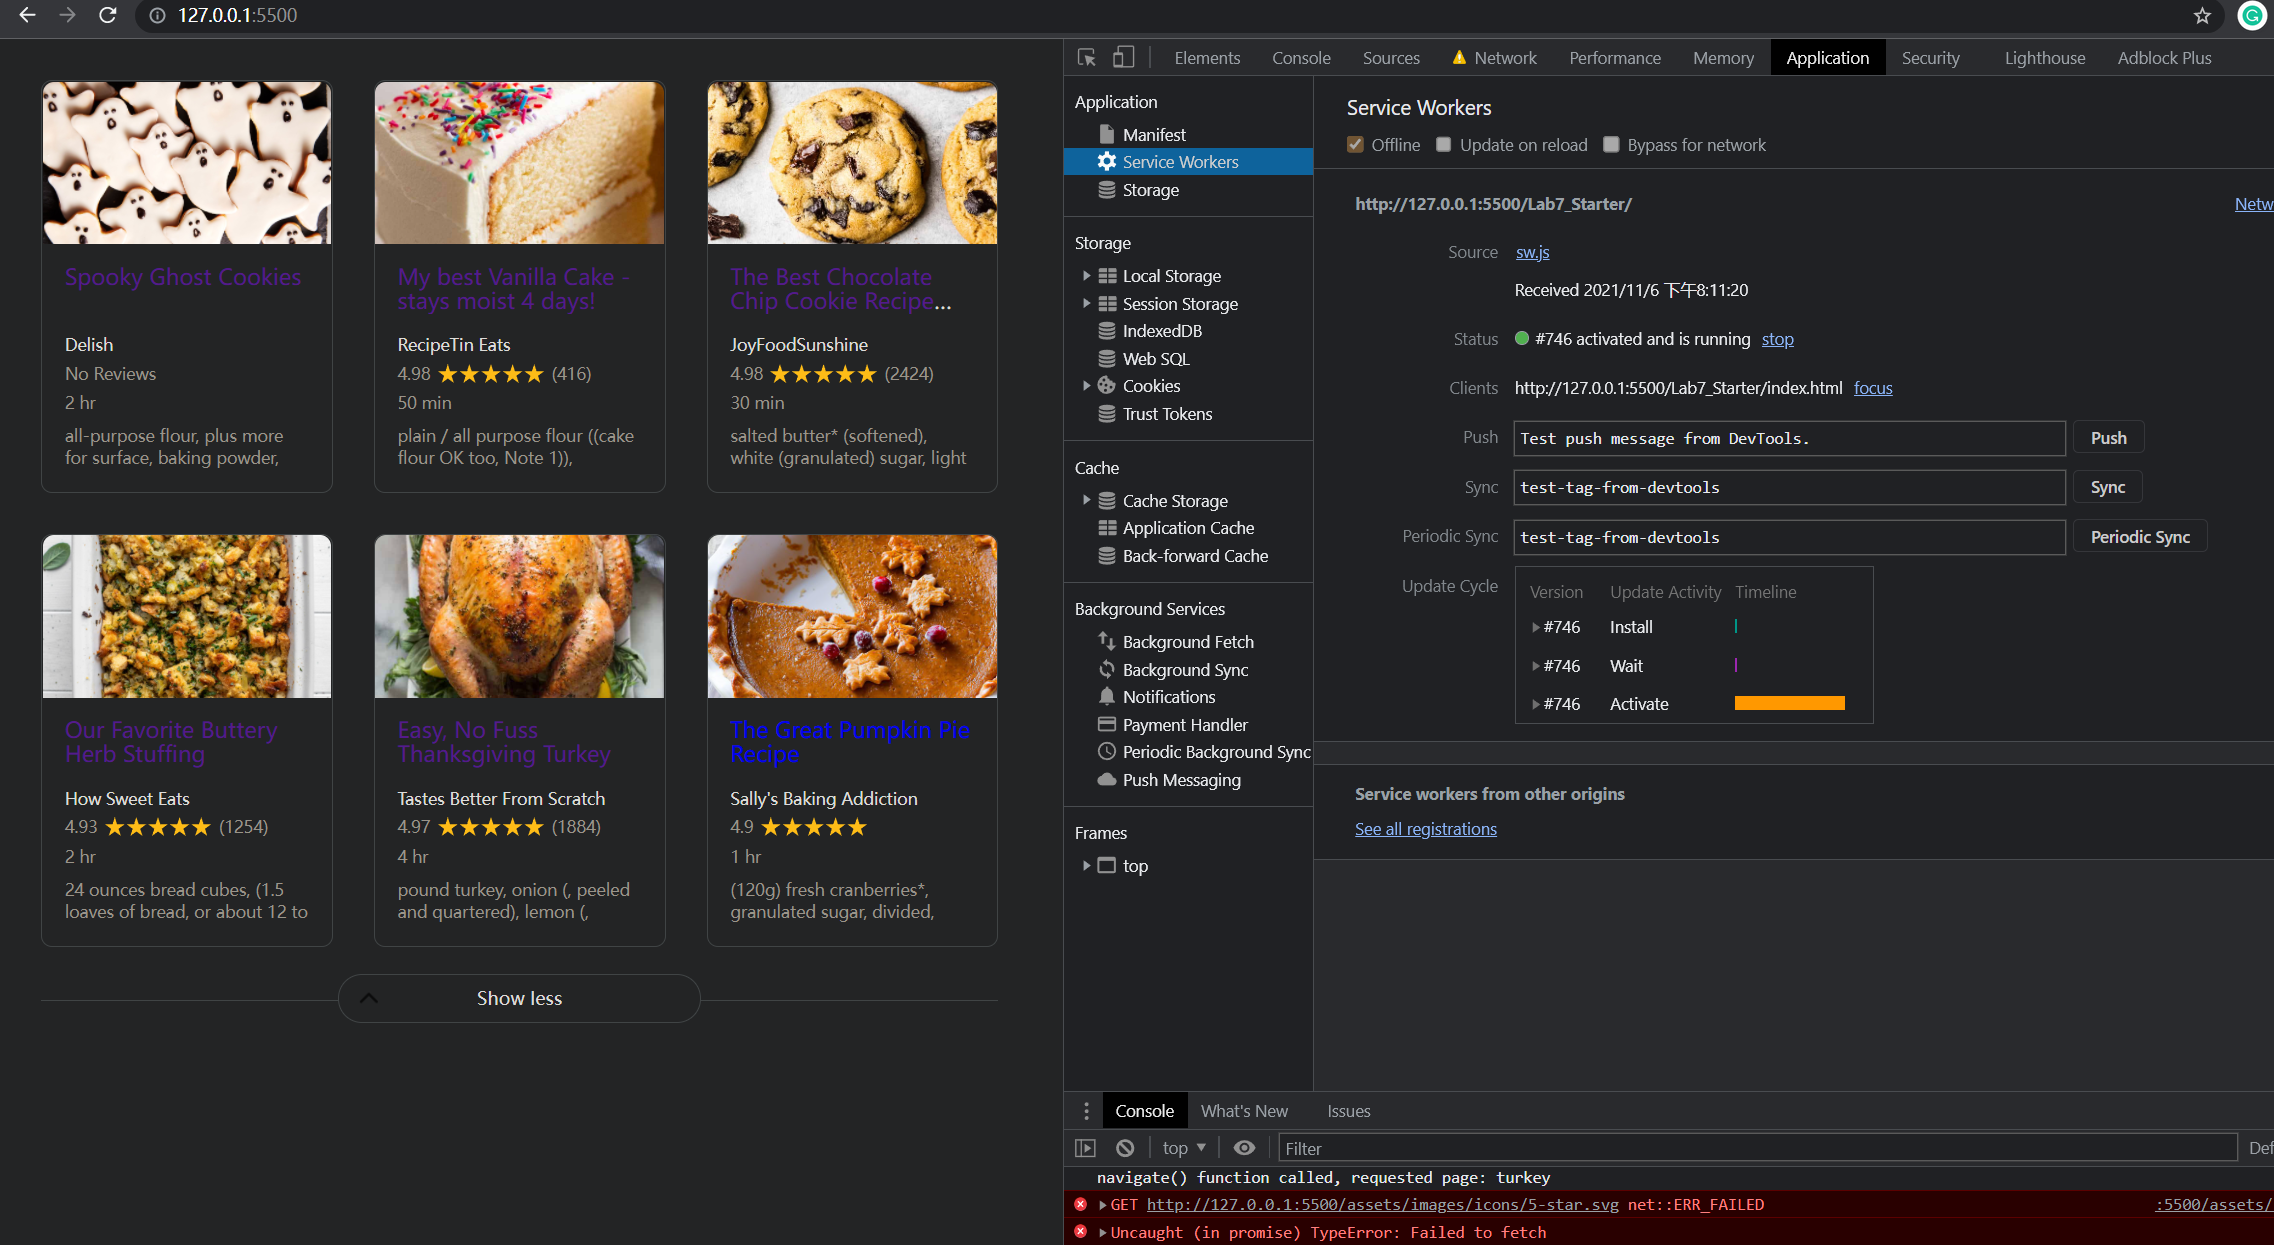 127.0.0.1:5500
Spooky Ghost Cookies
Delish
No Reviews
2 hr
all-purpose flour, plus more
for surface, baking powder,
My best Vanilla Cake -
stays moist 4 days!
RecipeTin Eats
4.98 (416)
50 min
plain / all purpose flour ((cake
flour OK too, Note 1)),
The Best Chocolate
Chip Cookie Recipe...
JoyFoodSunshine
4.98 (2424)
30 min
salted butter* (softened),
white (granulated) sugar, light
Our Favorite Buttery
Herb Stuffing
How Sweet Eats
4.93 (1254)
2 hr
24 ounces bread cubes, (1.5
loaves of bread, or about 12 to
Easy, No Fuss
Thanksgiving Turkey
Tastes Better From Scratch
4.97 (1884)
4 hr
pound turkey, onion (, peeled
and quartered), lemon (,
The Great Pumpkin Pie
Recipe
Sally's Baking Addiction
4.9
1 hr
(120g) fresh cranberries*,
granulated sugar, divided,
Show less
Elements Console Sources Network Performance Memory Application Security Lighthouse Adblock Plus
Application
Manifest
Service Workers
Storage
Storage
Local Storage
Session Storage
IndexedDB
Web SQL
Cookies
Trust Tokens
Cache
Cache Storage
Application Cache
Back-forward Cache
Background Services
Background Fetch
Background Sync
Notifications
Payment Handler
Periodic Background Sync
Push Messaging
Frames
top
Service Workers
Offline Update on reload Bypass for network
http://127.0.0.1:5500/Lab7_Starter/ Netw
Source sw.js
Received 2021/11/6 下午8:11:20
Status #746 activated and is running stop
Clients http://127.0.0.1:5500/Lab7_Starter/index.html focus
Push Test push message from DevTools. Push
Sync test-tag-from-devtools Sync
Periodic Sync test-tag-from-devtools Periodic Sync
Update Cycle Version Update Activity Timeline
#746 Install
#746 Wait
#746 Activate
Service workers from other origins
See all registrations
Console What's New Issues
top Filter Def
navigate() function called, requested page: turkey
GET http://127.0.0.1:5500/assets/images/icons/5-star.svg net::ERR_FAILED :5500/assets/
Uncaught (in promise) TypeError: Failed to fetch